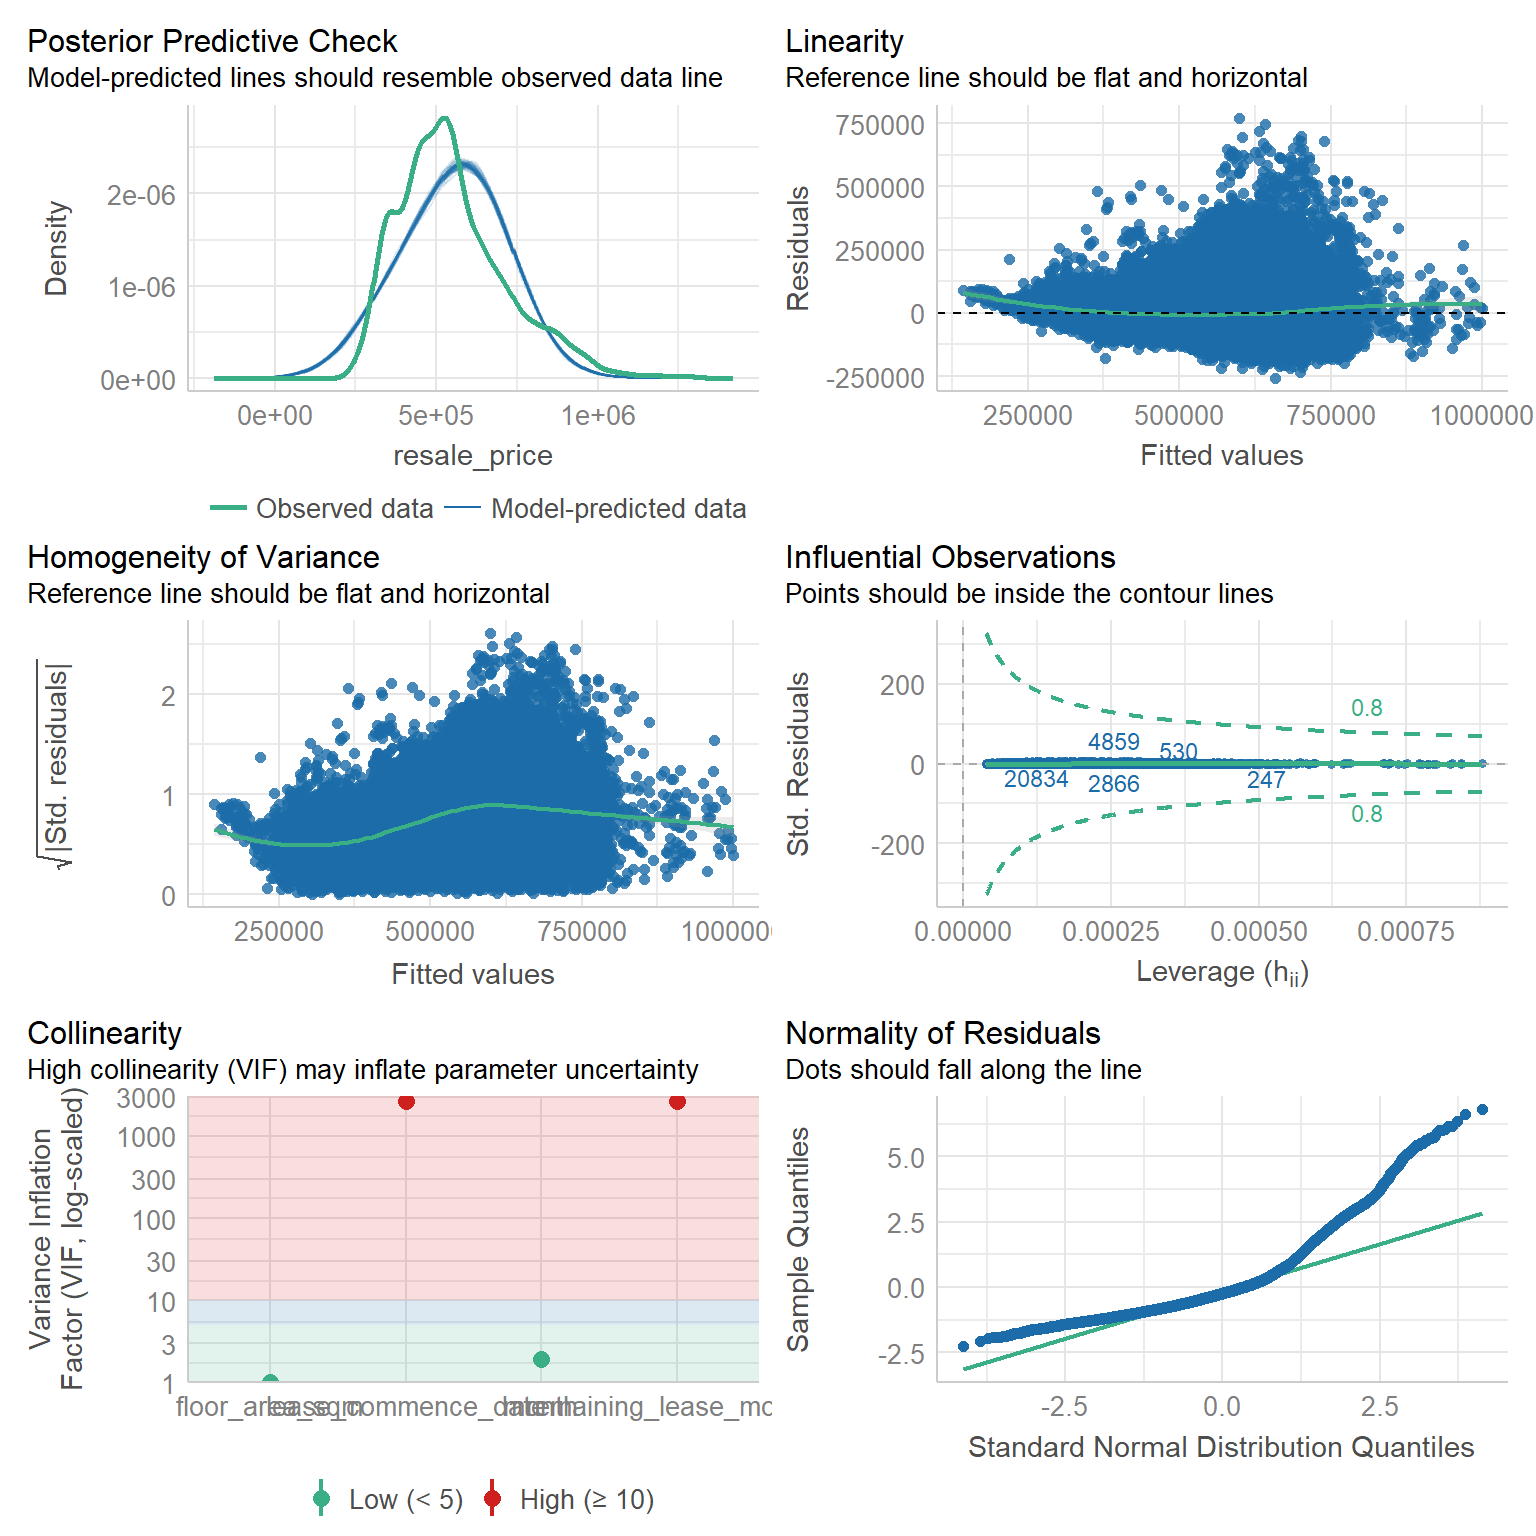 Posterior Predictive Check
Model-predicted lines should resemble observed data line
Density
2e-06
1e-06
0e+00
0e+00 5e+05 1e+06
resale_price
Observed data Model-predicted data
Linearity
Reference line should be flat and horizontal
Residuals
750000
500000
250000
0
-250000
250000 500000 750000 1000000
Fitted values
Homogeneity of Variance
Reference line should be flat and horizontal
√|Std. residuals|
2
1
0
250000 500000 750000 1000000
Fitted values
Influential Observations
Points should be inside the contour lines
Std. Residuals
200
0
-200
0.8
4859
530
20834
2866
247
0.8
0.00000 0.00025 0.00050 0.00075
Leverage (hii)
Collinearity
High collinearity (VIF) may inflate parameter uncertainty
Variance Inflation
Factor (VIF, log-scaled)
3000
1000
300
100
30
10
3
1
floor_area_sqm lease_commence_date month remaining_lease_mo
Low (< 5) High (≥ 10)
Normality of Residuals
Dots should fall along the line
Sample Quantiles
5.0
2.5
0.0
-2.5
-2.5 0.0 2.5
Standard Normal Distribution Quantiles